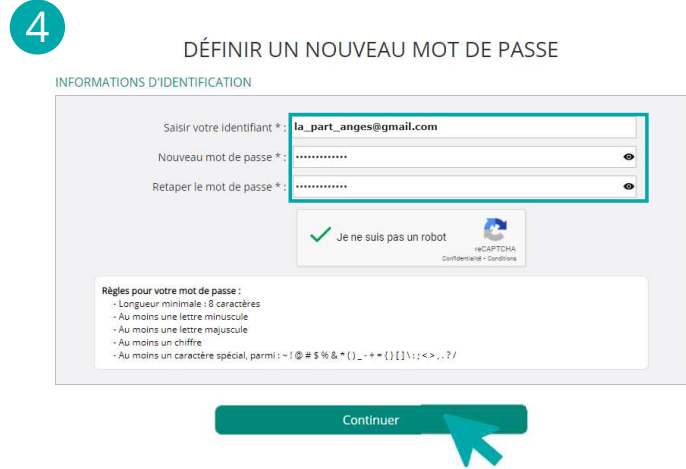 4
DÉFINIR UN NOUVEAU MOT DE PASSE
INFORMATIONS D'IDENTIFICATION
Saisir votre identifiant * : la_part_anges@gmail.com
Nouveau mot de passe * : •••••••••••••
Retaper le mot de passe * : •••••••••••••
Je ne suis pas un robot
reCAPTCHA
Confidentialité - Conditions
Règles pour votre mot de passe :
- Longueur minimale : 8 caractères
- Au moins une lettre minuscule
- Au moins une lettre majuscule
- Au moins un chiffre
- Au moins un caractère spécial, parmi : ~ ! @ # $ % & * ( ) _ - + = { } [ ] \ : ; < > , . ? /
Continuer